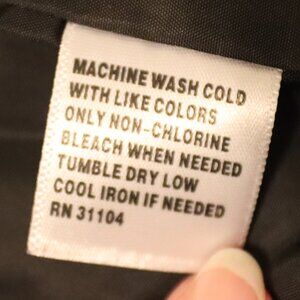 MACHINE WASH COLD
WITH LIKE COLORS
ONLY NON-CHLORINE
BLEACH WHEN NEEDED
TUMBLE DRY LOW
COOL IRON IF NEEDED
RN 31104